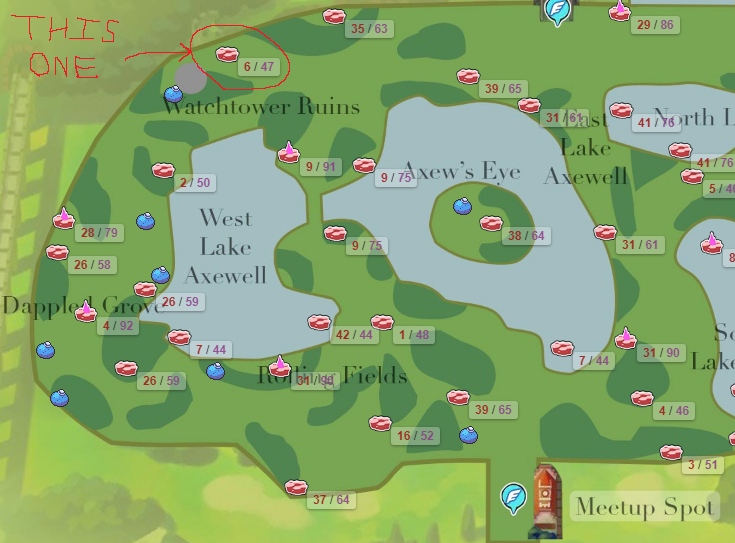 THIS
ONE
35 / 63
29 / 86
6 / 47
39 / 65
Watchtower Ruins
31 / 61
East
Lake
Axewell
41 / 76
North L
41 / 76
9 / 91
9 / 75
Axew's Eye
2 / 50
West
Lake
Axewell
28 / 79
38 / 64
31 / 61
9 / 75
26 / 58
26 / 59
Dappled Grove
4 / 92
42 / 44
1 / 48
7 / 44
7 / 44
31 / 90
Lake
26 / 59
Rolling Fields
39 / 65
4 / 46
16 / 52
3 / 51
37 / 64
Meetup Spot